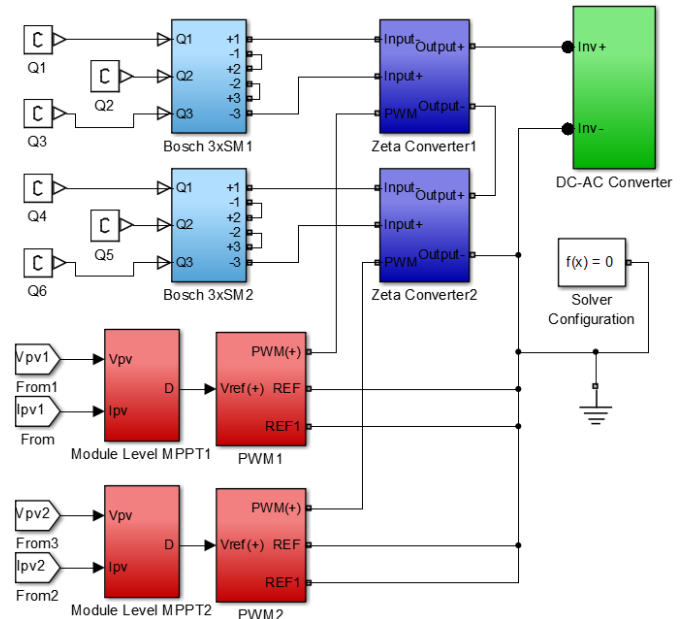 C
Q1
C
Q2
C
Q3
Q1
Q2
Q3
+1
-1
+2
-2
+3
-3
Bosch 3xSM1
Input-
Input+
PWM
Output+
Output-
Zeta Converter1
Inv+
Inv-
DC-AC Converter
C
Q4
C
Q5
C
Q6
Q1
Q2
Q3
+1
-1
+2
-2
+3
-3
Bosch 3xSM2
Input-
Input+
PWM
Output+
Output-
Zeta Converter2
f(x) = 0
Solver
Configuration
Vpv1
From1
Ipv1
From
Vpv
Ipv
D
Module Level MPPT1
Vref(+)
PWM(+)
REF
REF1
PWM1
Vpv2
From3
Ipv2
From2
Vpv
Ipv
D
Module Level MPPT2
Vref(+)
PWM(+)
REF
REF1
PWM2